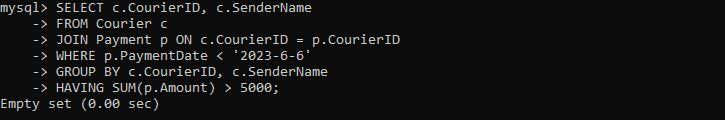 mysql> SELECT c.CourierID, c.SenderName
    -> FROM Courier c
    -> JOIN Payment p ON c.CourierID = p.CourierID
    -> WHERE p.PaymentDate < '2023-6-6'
    -> GROUP BY c.CourierID, c.SenderName
    -> HAVING SUM(p.Amount) > 5000;
Empty set (0.00 sec)